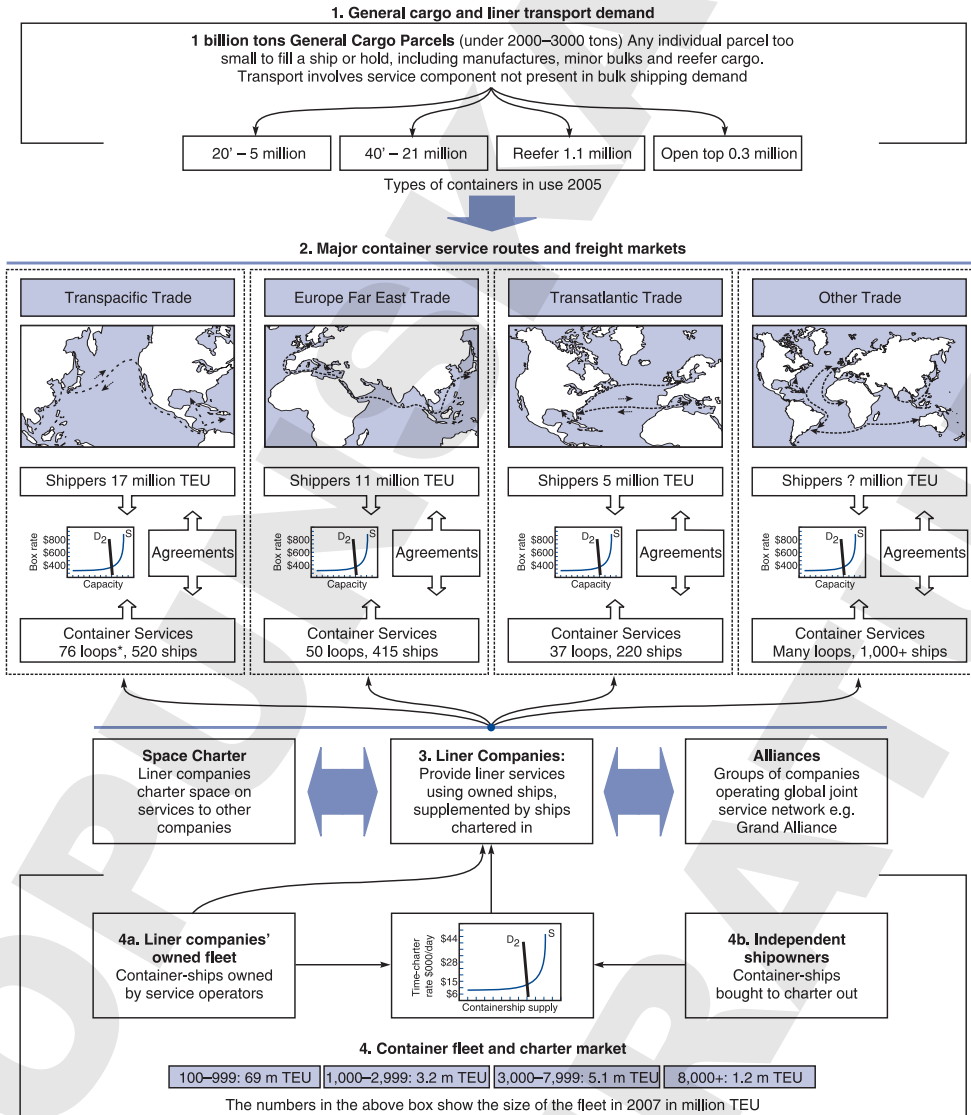 1. General cargo and liner transport demand
1 billion tons General Cargo Parcels (under 2000–3000 tons) Any individual parcel too
small to fill a ship or hold, including manufactures, minor bulks and reefer cargo.
Transport involves service component not present in bulk shipping demand
20' – 5 million
40' – 21 million
Reefer 1.1 million
Open top 0.3 million
Types of containers in use 2005
2. Major container service routes and freight markets
Transpacific Trade
Europe Far East Trade
Transatlantic Trade
Other Trade
Shippers 17 million TEU
Shippers 11 million TEU
Shippers 5 million TEU
Shippers ? million TEU
Box rate
$800
$600
$400
D2
S
Capacity
Agreements
Box rate
$800
$600
$400
D2
S
Capacity
Agreements
Box rate
$800
$600
$400
D2
S
Capacity
Agreements
Box rate
$800
$600
$400
D2
S
Capacity
Agreements
Container Services
76 loops*, 520 ships
Container Services
50 loops, 415 ships
Container Services
37 loops, 220 ships
Container Services
Many loops, 1,000+ ships
Space Charter
Liner companies
charter space on
services to other
companies
3. Liner Companies:
Provide liner services
using owned ships,
supplemented by ships
chartered in
Alliances
Groups of companies
operating global joint
service network e.g.
Grand Alliance
4a. Liner companies'
owned fleet
Container-ships owned
by service operators
Time-charter
rate $000/day
$44
$28
$15
$6
D2
S
Containership supply
4b. Independent
shipowners
Container-ships
bought to charter out
4. Container fleet and charter market
100–999: 69 m TEU
1,000–2,999: 3.2 m TEU
3,000–7,999: 5.1 m TEU
8,000+: 1.2 m TEU
The numbers in the above box show the size of the fleet in 2007 in million TEU